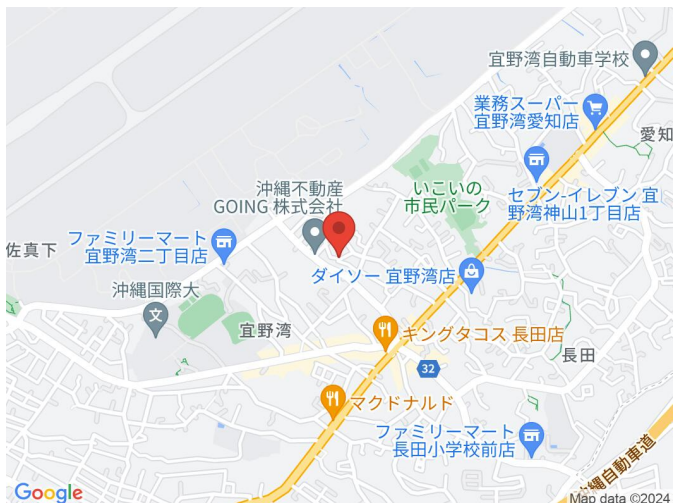 宜野湾自動車学校
業務スーパー
宜野湾愛知店
愛知
沖縄不動産
GOING 株式会社
いこいの
市民パーク
セブン-イレブン 宜
野湾神山1丁目店
佐真下
ファミリーマート
宜野湾二丁目店
ダイソー 宜野湾店
沖縄国際大
文
宜野湾
キングタコス 長田店
長田
32
マクドナルド
ファミリーマート
長田小学校前店
沖縄自動車道
Google
Map data ©2024